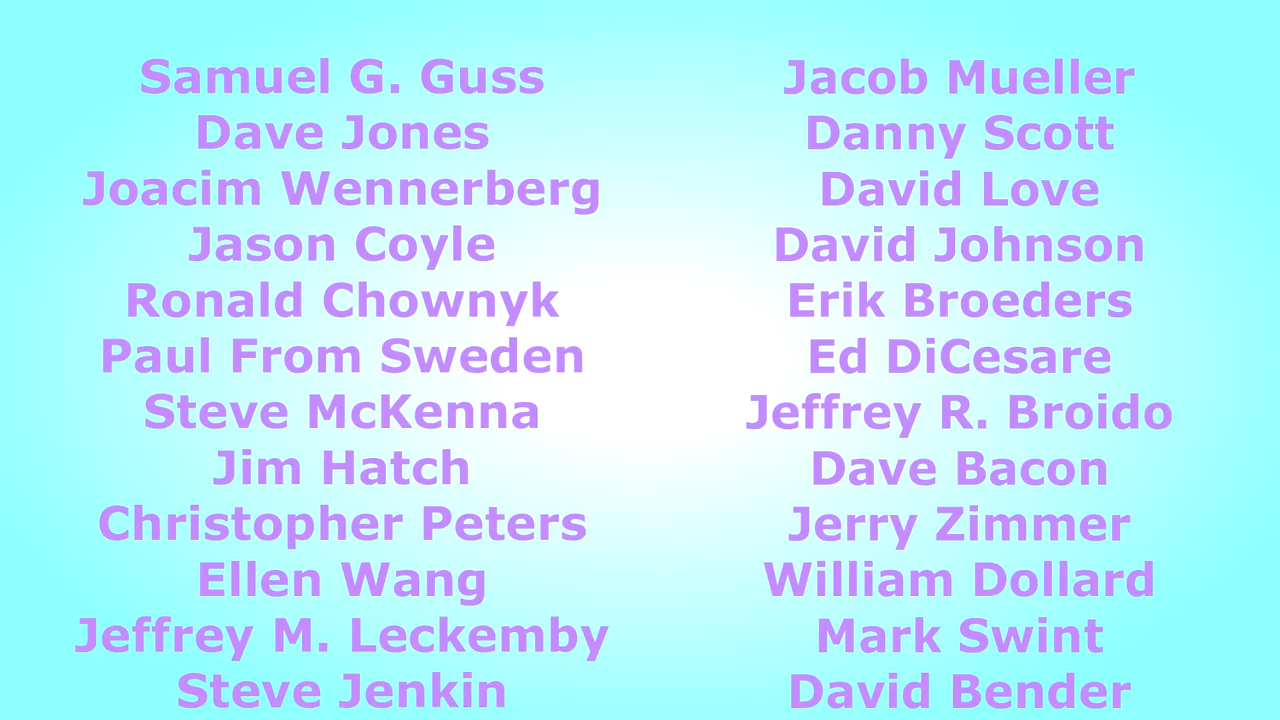 Samuel G. Guss
Dave Jones
Joacim Wennerberg
Jason Coyle
Ronald Chownyk
Paul From Sweden
Steve McKenna
Jim Hatch
Christopher Peters
Ellen Wang
Jeffrey M. Leckemby
Steve Jenkin
Jacob Mueller
Danny Scott
David Love
David Johnson
Erik Broeders
Ed DiCesare
Jeffrey R. Broido
Dave Bacon
Jerry Zimmer
William Dollard
Mark Swint
David Bender